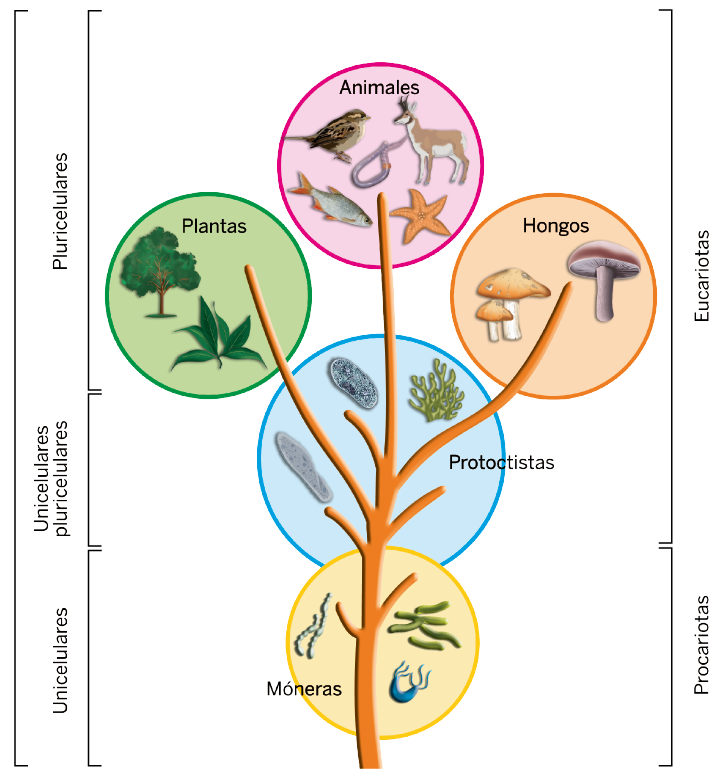 Animales
Plantas
Hongos
Protoctistas
Móneras
Pluricelulares
Unicelulares
pluricelulares
Unicelulares
Eucariotas
Procariotas